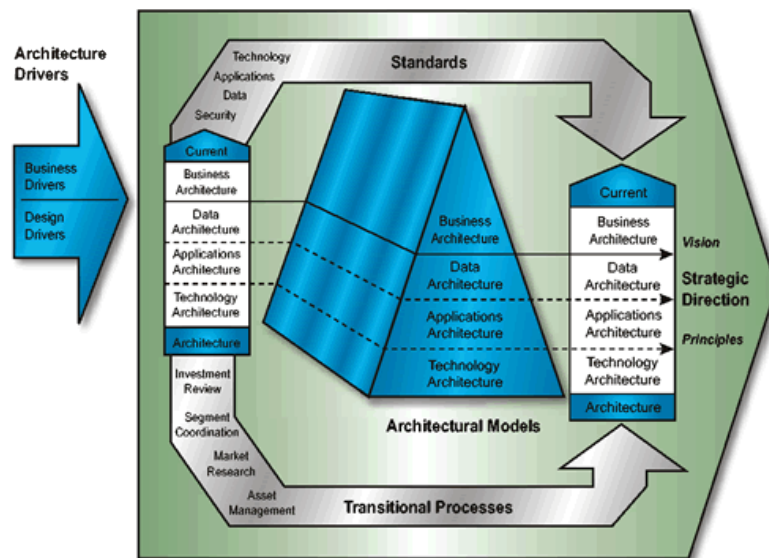 Architecture
Drivers
Business
Drivers
Design
Drivers
Technology
Applications
Data
Security
Standards
Current
Business
Architecture
Data
Architecture
Applications
Architecture
Technology
Architecture
Architecture
Investment
Review
Segment
Coordination
Market
Research
Asset
Management
Transitional Processes
Business
Architecture
Data
Architecture
Applications
Architecture
Technology
Architecture
Architectural Models
Current
Business
Architecture
Data
Architecture
Applications
Architecture
Technology
Architecture
Architecture
Vision
Strategic
Direction
Principles